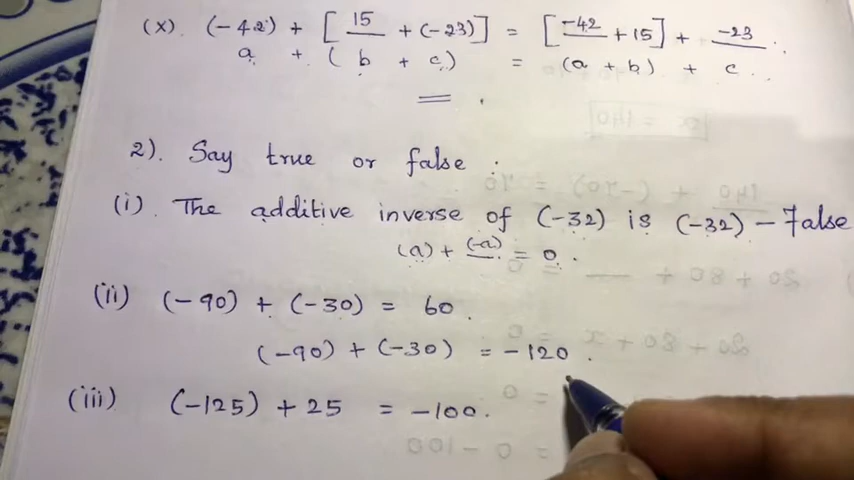 (x) (-42) + [ 15 + (-23)] = [-42 + 15] + -23
a + ( b + c ) = (a + b) + c
2). Say true or false :
(i). The additive inverse of (-32) is (-32) - False
(a) + (-a) = 0.
(ii) (-90) + (-30) = 60.
(-90) + (-30) = -120.
(iii) (-125) + 25 = -100.